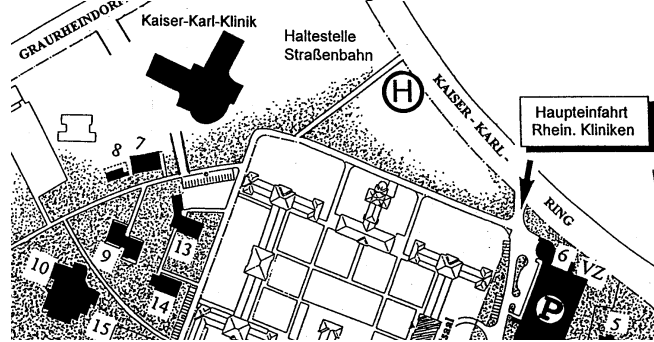 GRAURHEINDORF
Kaiser-Karl-Klinik
Haltestelle
Straßenbahn
H
KAISER-KARL-
RING
Haupteinfahrt
Rhein. Kliniken
8
7
9
13
10
14
15
6
VZ
P
5